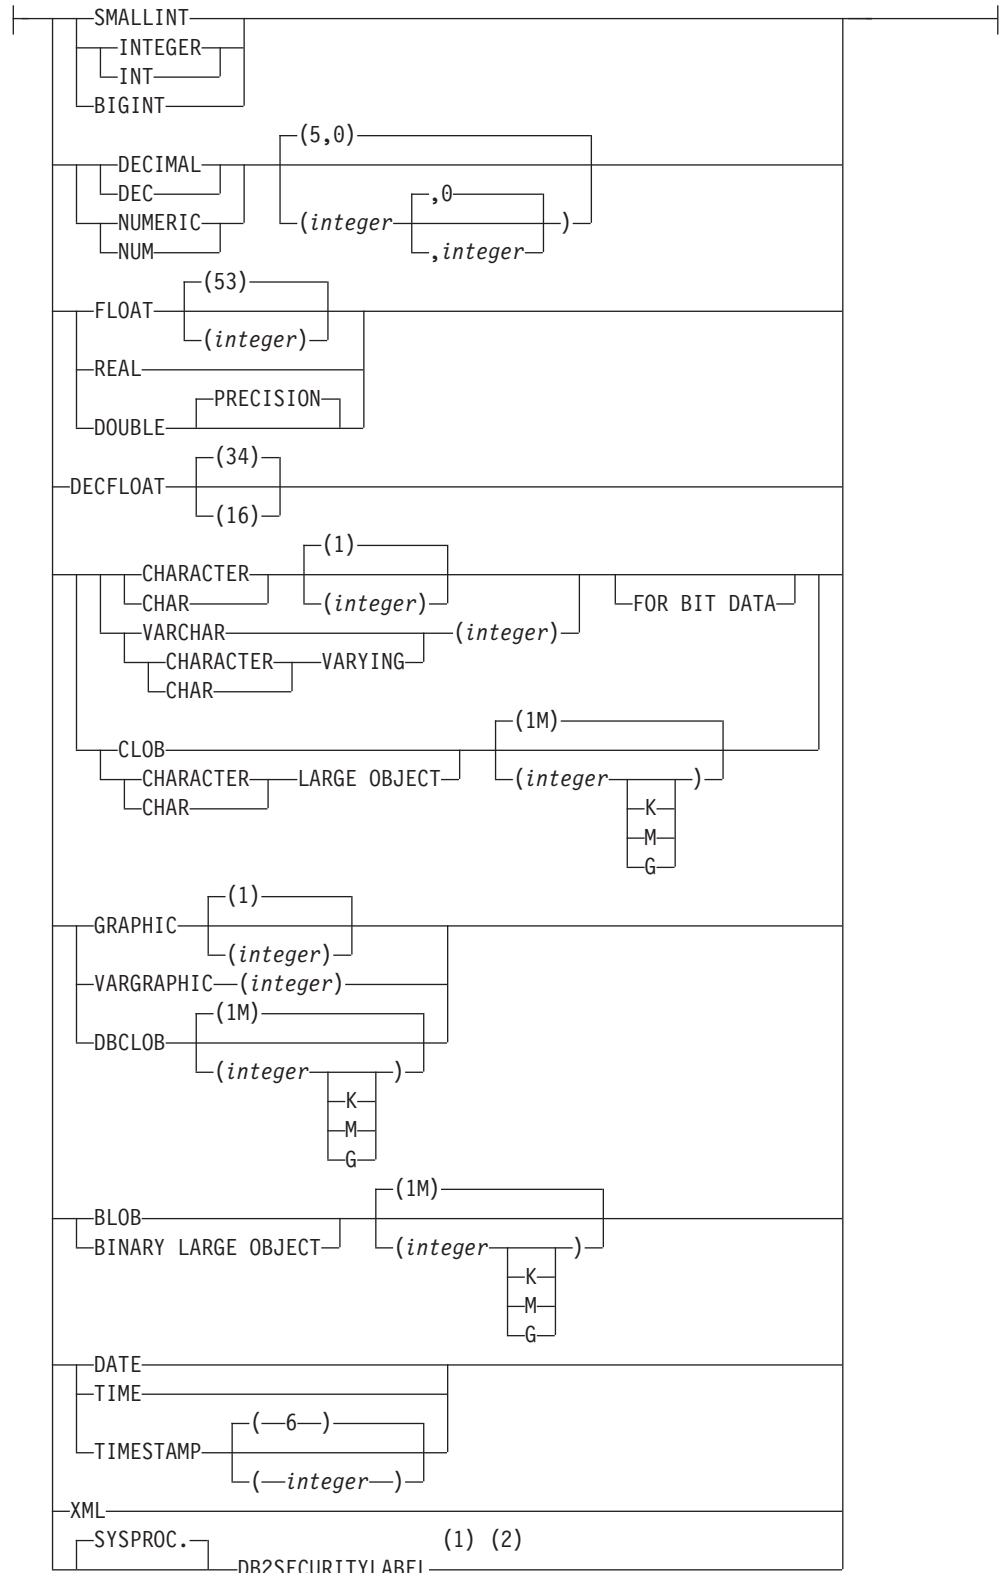 SMALLINT
INTEGER
INT
BIGINT
(5,0)
DECIMAL
DEC ,0
NUMERIC (integer )
NUM ,integer
(53)
FLOAT
(integer)
REAL
PRECISION
DOUBLE
(34)
DECFLOAT
(16)
(1)
CHARACTER
CHAR (integer) FOR BIT DATA
VARCHAR (integer)
CHARACTER VARYING
CHAR
(1M)
CLOB
CHARACTER LARGE OBJECT (integer )
CHAR K
M
G
(1)
GRAPHIC
(integer)
VARGRAPHIC (integer)
(1M)
DBCLOB
(integer )
K
M
G
(1M)
BLOB
BINARY LARGE OBJECT (integer )
K
M
G
DATE
TIME
( 6 )
TIMESTAMP
( integer )
XML
SYSPROC. (1) (2)
DB2SECURITYLABEL